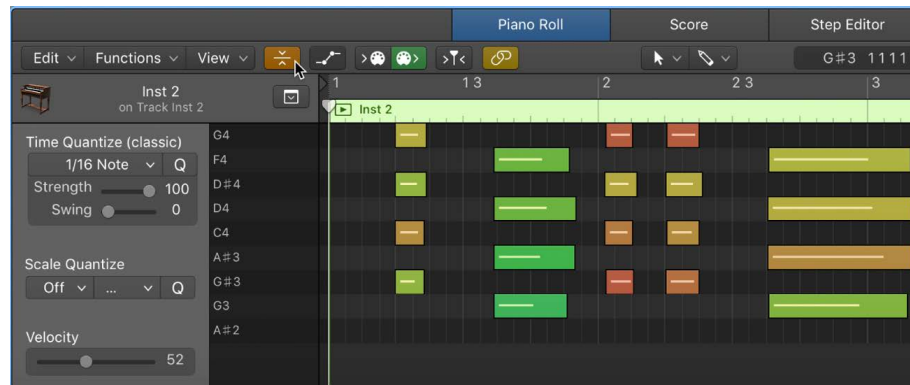 Piano Roll Score Step Editor
Edit Functions View G♯3 1111
Inst 2
on Track Inst 2
1 1 3 2 2 3 3
Inst 2
Time Quantize (classic)
1/16 Note Q
Strength 100
Swing 0
Scale Quantize
Off ... Q
Velocity
52
G4
F4
D♯4
D4
C4
A♯3
G♯3
G3
A♯2